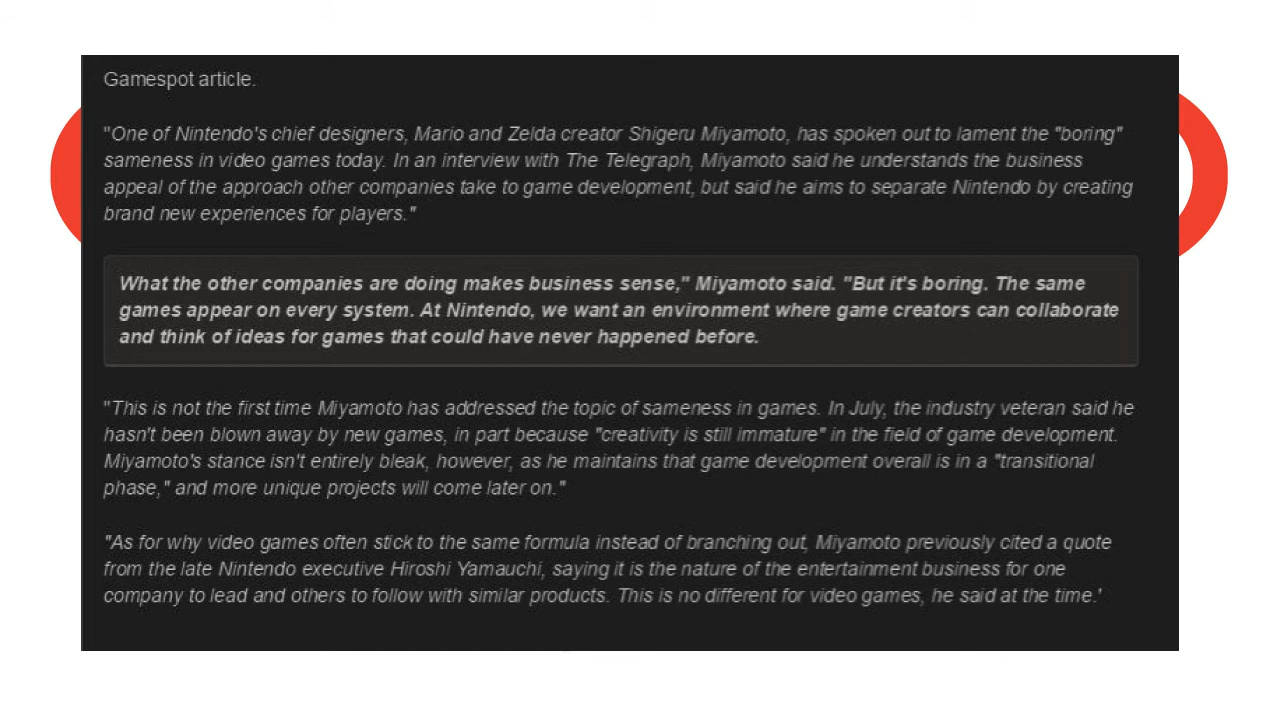 Gamespot article.
"One of Nintendo's chief designers, Mario and Zelda creator Shigeru Miyamoto, has spoken out to lament the "boring"
sameness in video games today. In an interview with The Telegraph, Miyamoto said he understands the business
appeal of the approach other companies take to game development, but said he aims to separate Nintendo by creating
brand new experiences for players."
What the other companies are doing makes business sense," Miyamoto said. "But it's boring. The same
games appear on every system. At Nintendo, we want an environment where game creators can collaborate
and think of ideas for games that could have never happened before.
"This is not the first time Miyamoto has addressed the topic of sameness in games. In July, the industry veteran said he
hasn't been blown away by new games, in part because "creativity is still immature" in the field of game development.
Miyamoto's stance isn't entirely bleak, however, as he maintains that game development overall is in a "transitional
phase," and more unique projects will come later on."
"As for why video games often stick to the same formula instead of branching out, Miyamoto previously cited a quote
from the late Nintendo executive Hiroshi Yamauchi, saying it is the nature of the entertainment business for one
company to lead and others to follow with similar products. This is no different for video games, he said at the time.'